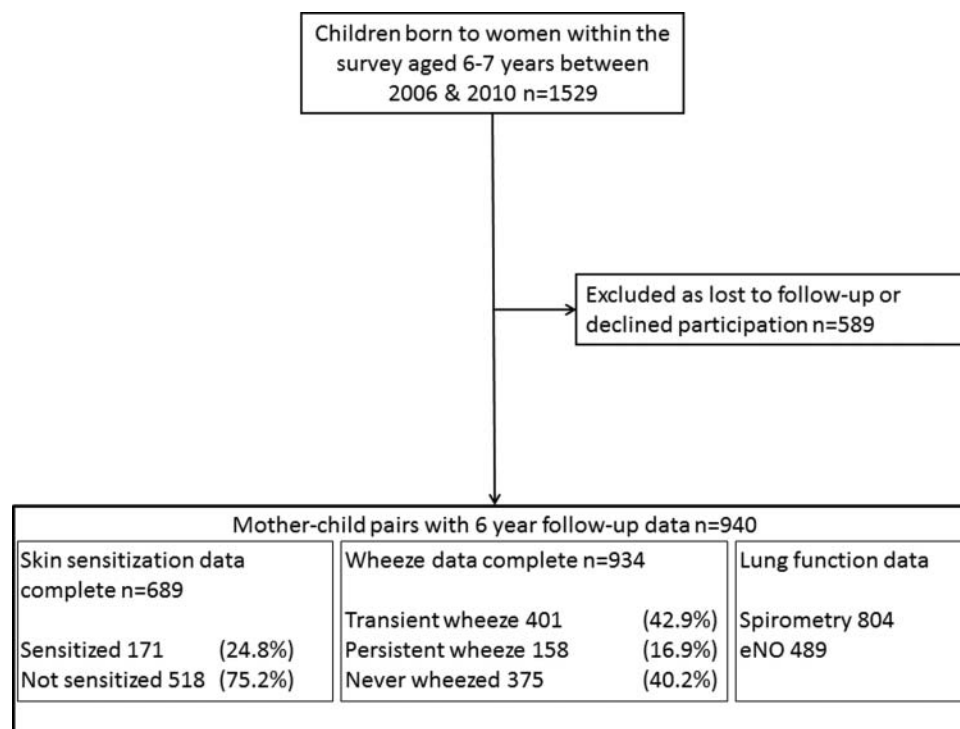 Children born to women within the
survey aged 6-7 years between
2006 & 2010 n=1529
Excluded as lost to follow-up or
declined participation n=589
Mother-child pairs with 6 year follow-up data n=940
Skin sensitization data
complete n=689
Sensitized 171 (24.8%)
Not sensitized 518 (75.2%)
Wheeze data complete n=934
Transient wheeze 401 (42.9%)
Persistent wheeze 158 (16.9%)
Never wheezed 375 (40.2%)
Lung function data
Spirometry 804
eNO 489